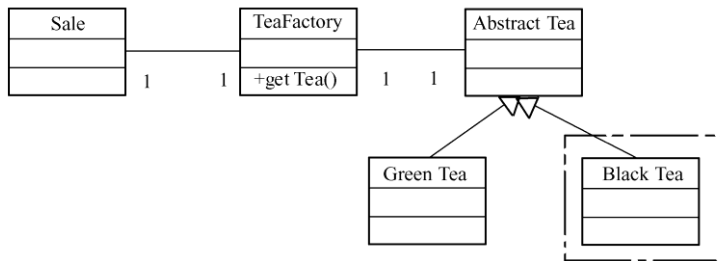 Sale
TeaFactory
Abstract Tea
+get Tea()
1
1
1
1
Green Tea
Black Tea